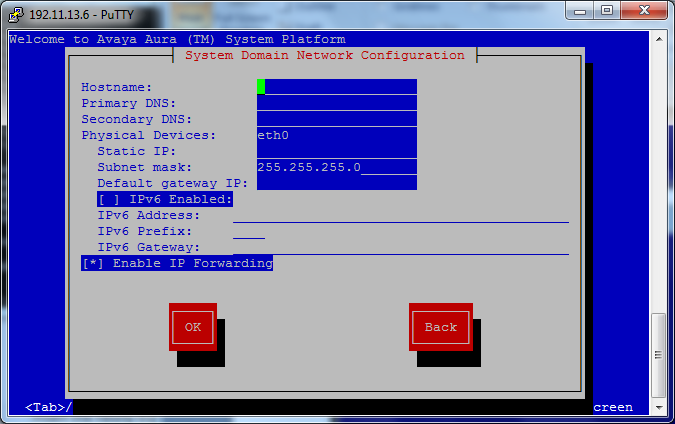 192.11.13.6 - PuTTY
Welcome to Avaya Aura (TM) System Platform
System Domain Network Configuration
Hostname:
Primary DNS:
Secondary DNS:
Physical Devices: eth0
Static IP:
Subnet mask: 255.255.255.0
Default gateway IP:
[ ] IPv6 Enabled:
IPv6 Address:
IPv6 Prefix:
IPv6 Gateway:
[*] Enable IP Forwarding
OK Back
<Tab>/ creen